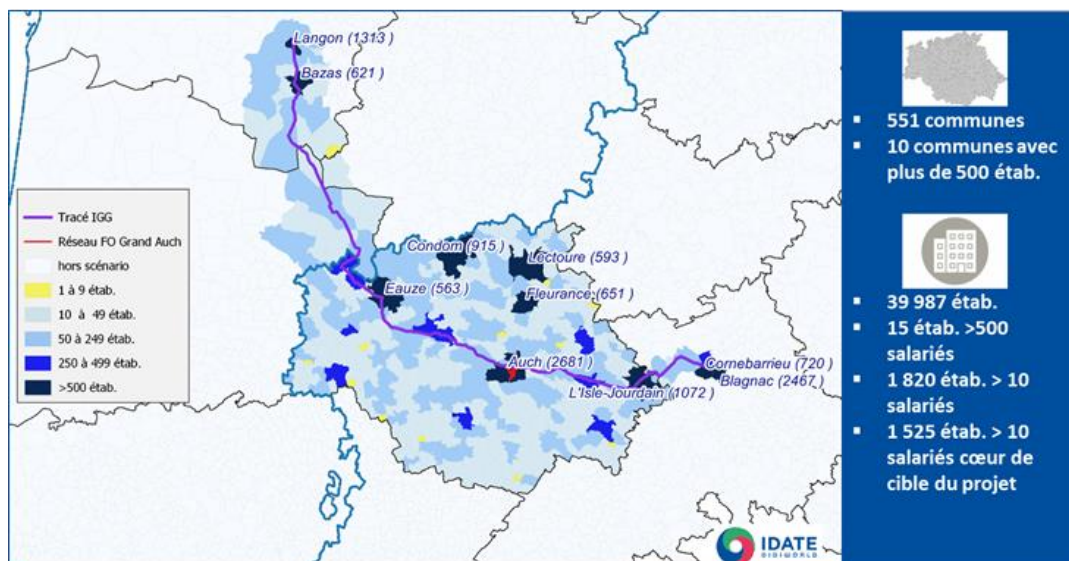 Langon (1313 )
Bazas (621 )
Condom (915 )
Lectoure (593 )
Eauze (563 )
Fleurance (651 )
Auch (2681 )
Cornebarrieu (720 )
Blagnac (2467 )
L'Isle-Jourdain (1072 )
Tracé IGG
Réseau FO Grand Auch
hors scénario
1 à 9 étab.
10 à 49 étab.
50 à 249 étab.
250 à 499 étab.
>500 étab.
IDATE
DIGIWORLD
▪ 551 communes
▪ 10 communes avec
plus de 500 étab.
▪ 39 987 étab.
▪ 15 étab. >500
salariés
▪ 1 820 étab. > 10
salariés
▪ 1 525 étab. > 10
salariés cœur de
cible du projet